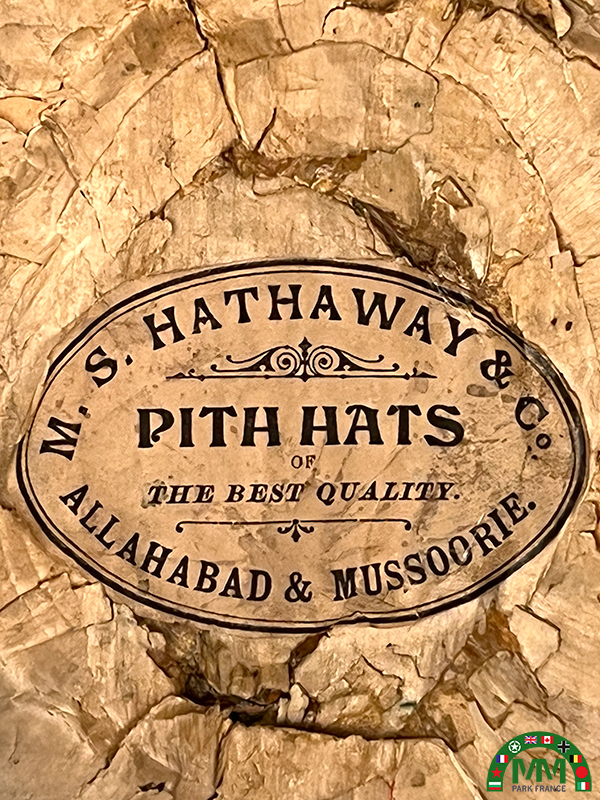 M. S. HATHAWAY & Co.
PITH HATS
OF
THE BEST QUALITY.
ALLAHABAD & MUSSOORIE.
MM
PARK FRANCE